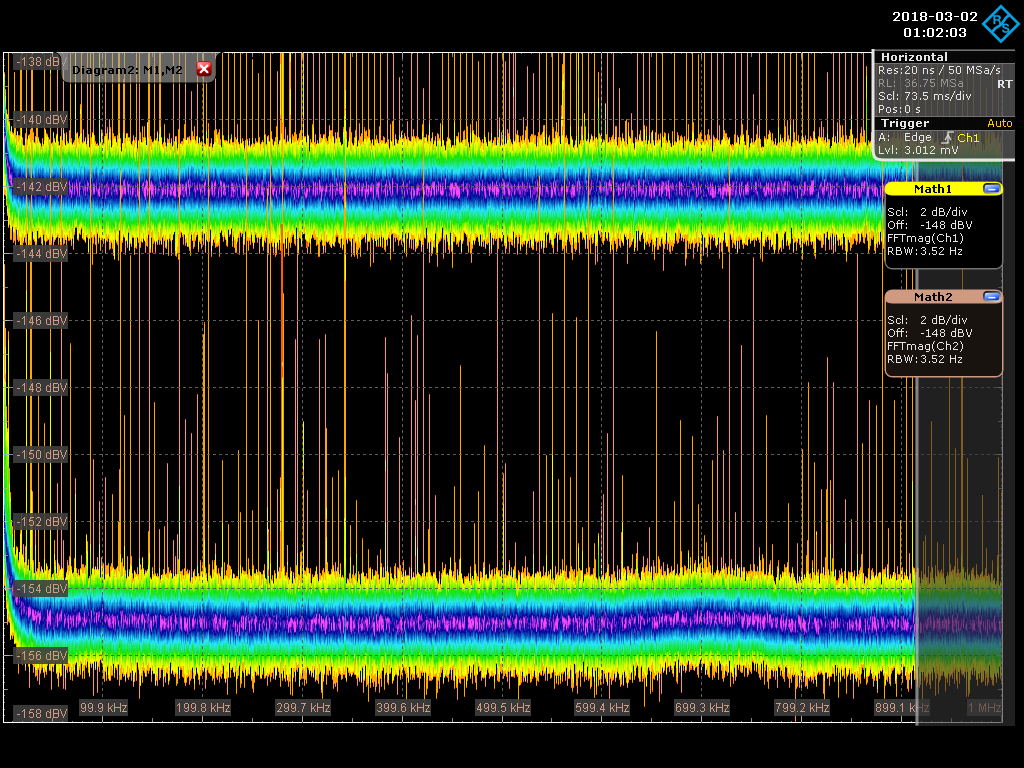 2018-03-02
01:02:03
R&S
Diagram2: M1,M2
Horizontal
Res:20 ns / 50 MSa/s
RL: 36.75 MSa
RT
Scl: 73.5 ms/div
Pos:0 s
Trigger Auto
A: Edge Ch1
Lvl: 3.012 mV
Math1
Scl: 2 dB/div
Off: -148 dBV
FFTmag(Ch1)
RBW:3.52 Hz
Math2
Scl: 2 dB/div
Off: -148 dBV
FFTmag(Ch2)
RBW:3.52 Hz
-138 dBV
-140 dBV
-142 dBV
-144 dBV
-146 dBV
-148 dBV
-150 dBV
-152 dBV
-154 dBV
-156 dBV
-158 dBV
99.9 kHz 199.8 kHz 299.7 kHz 399.6 kHz 499.5 kHz 599.4 kHz 699.3 kHz 799.2 kHz 899.1 kHz 1 MHz